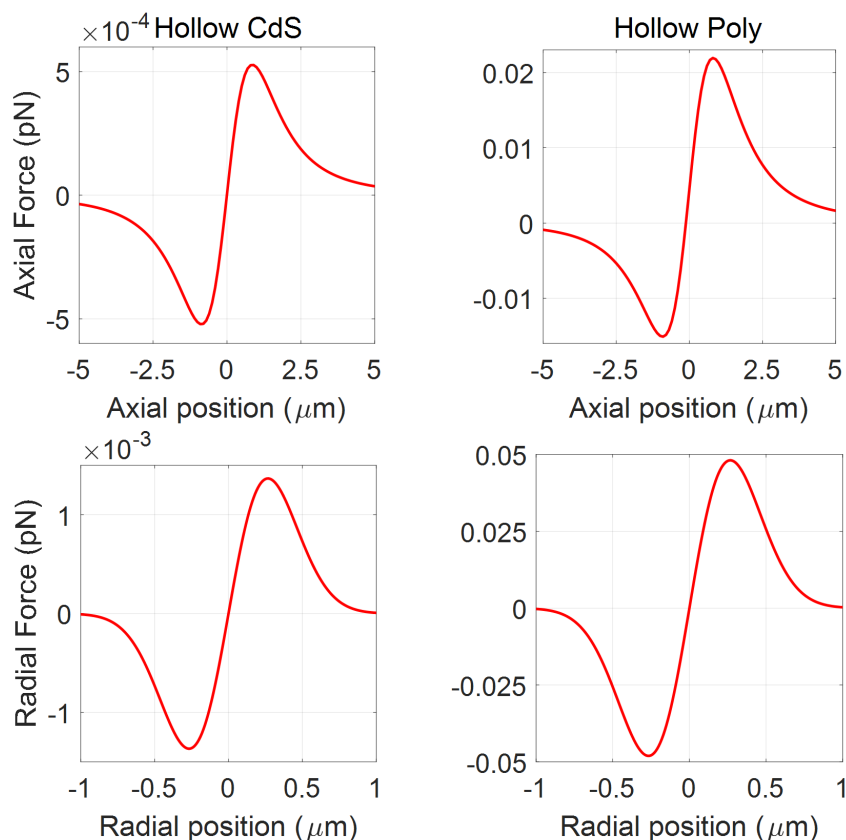 ×10⁻⁴ Hollow CdS
Hollow Poly
Axial Force (pN)
5
0
-5
-5 -2.5 0 2.5 5
Axial position (μm)
0.02
0.01
0
-0.01
-5 -2.5 0 2.5 5
Axial position (μm)
×10⁻³
Radial Force (pN)
1
0
-1
-1 -0.5 0 0.5 1
Radial position (μm)
0.05
0.025
0
-0.025
-0.05
-1 -0.5 0 0.5 1
Radial position (μm)